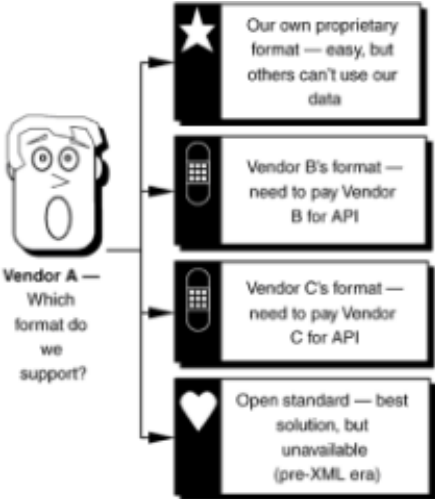 Our own proprietary
format — easy, but
others can't use our
data
Vendor B's format —
need to pay Vendor
B for API
Vendor A —
Which
format do
we
support?
Vendor C's format —
need to pay Vendor
C for API
Open standard — best
solution, but
unavailable
(pre-XML era)